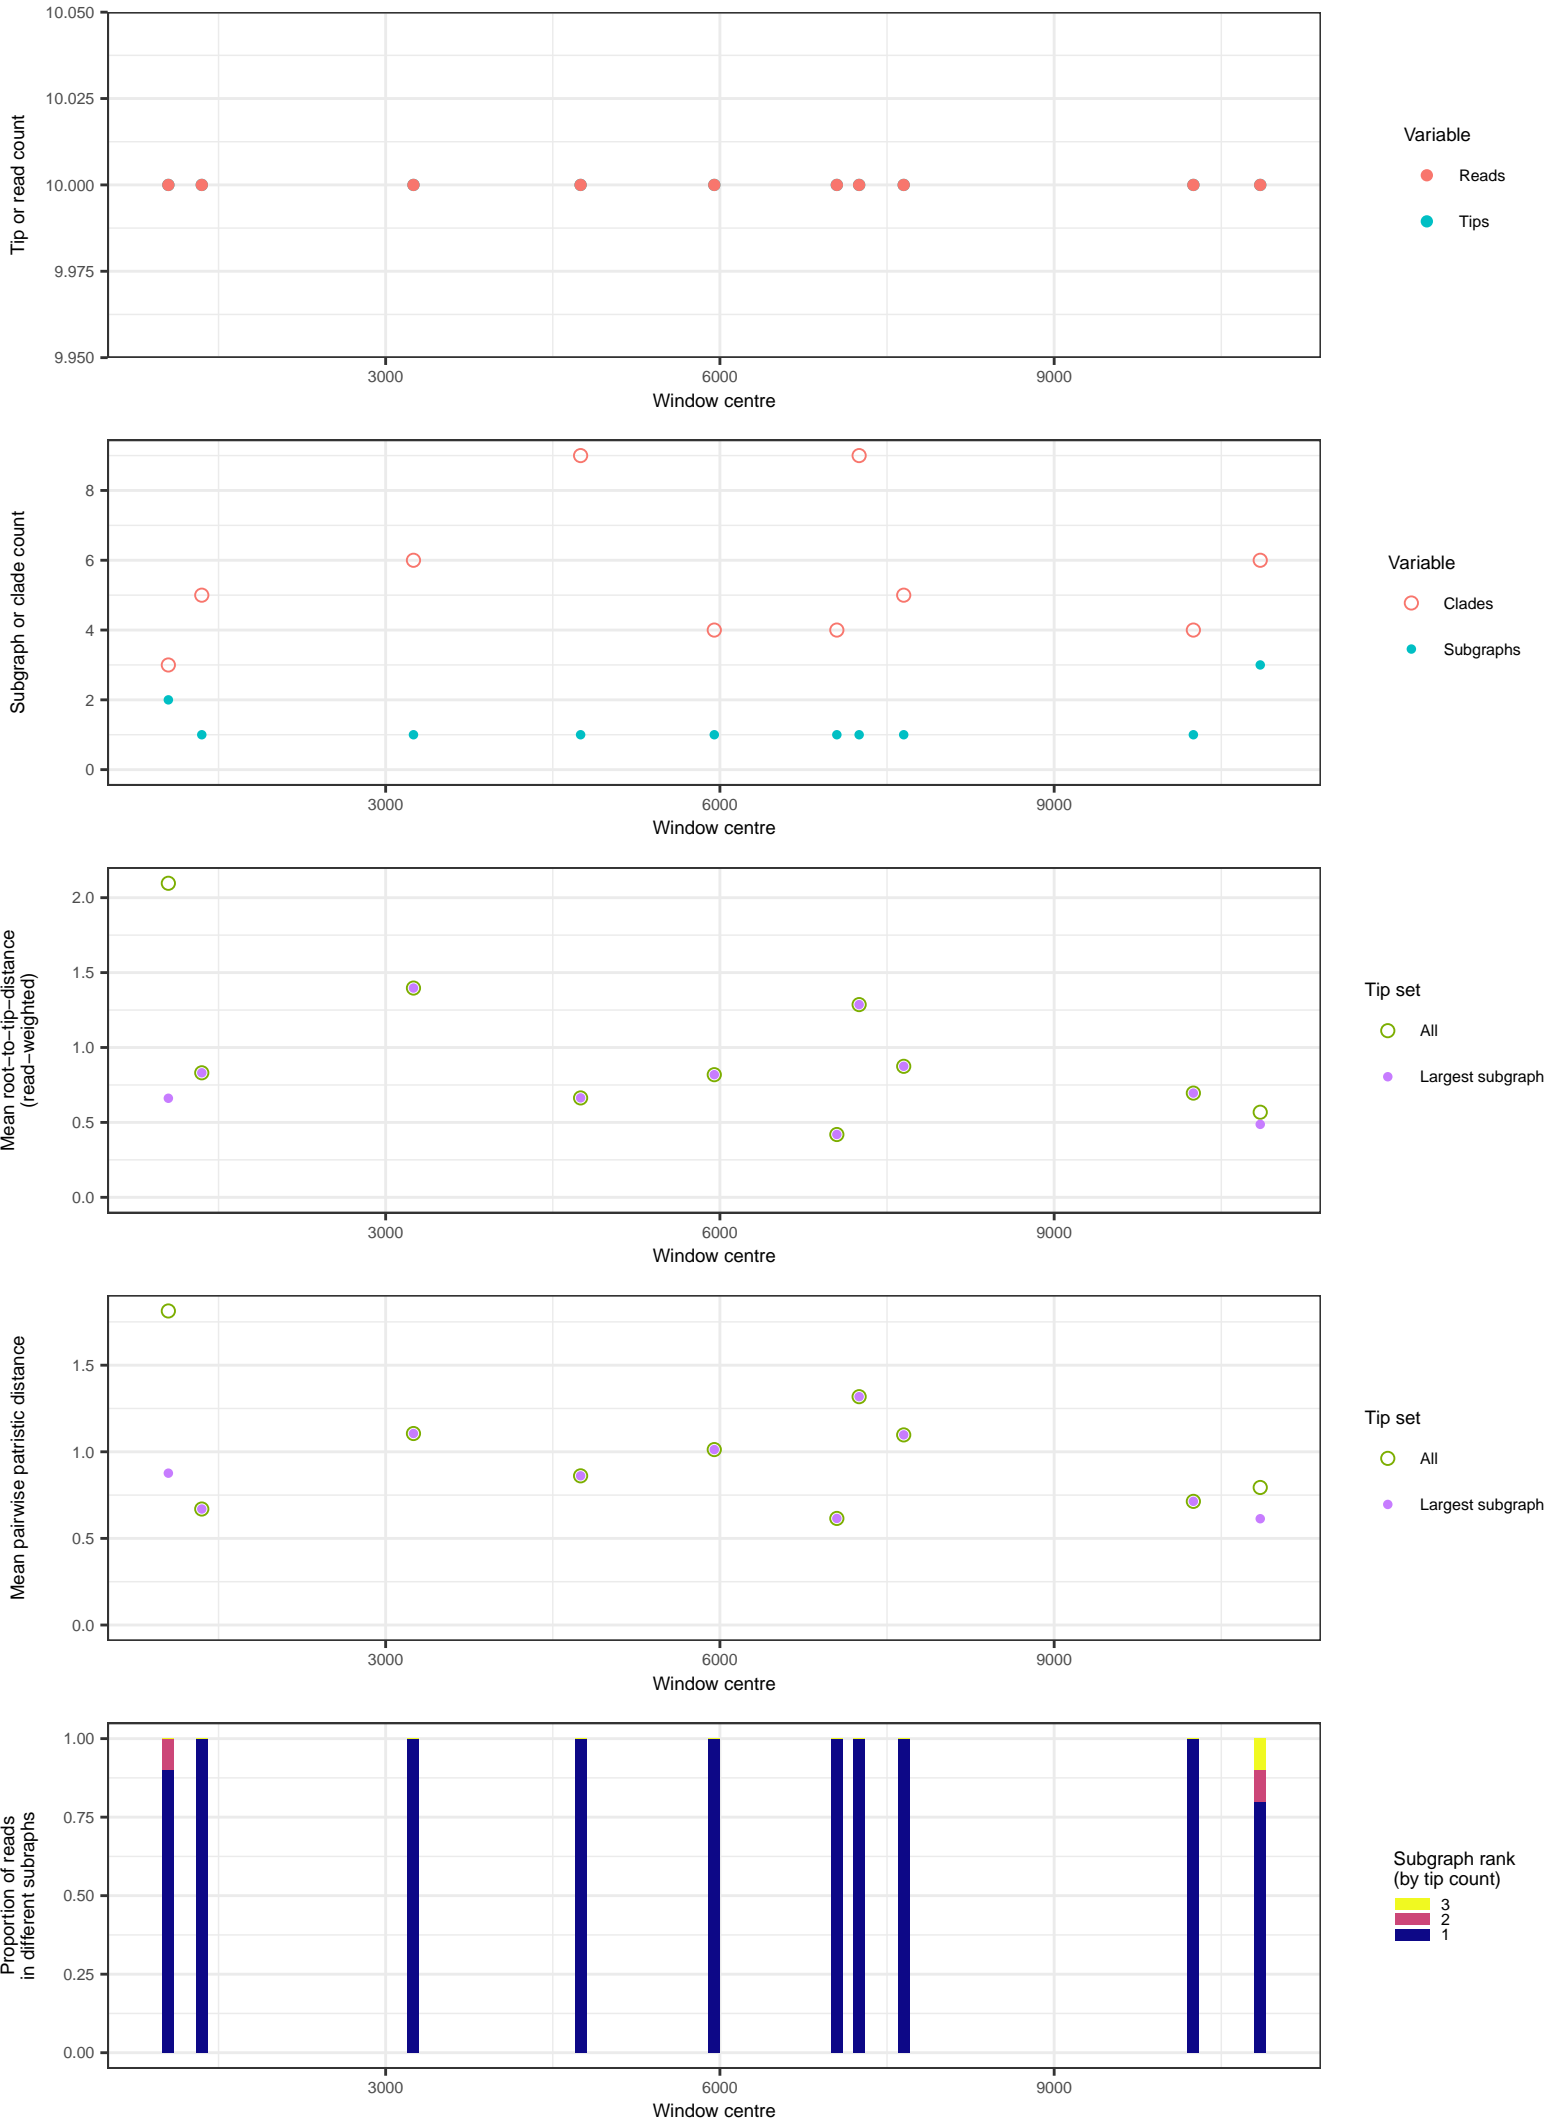 10.050
10.025
10.000
9.975
9.950
Tip or read count
3000 6000 9000
Window centre
Variable
Reads
Tips
8
6
4
2
0
Subgraph or clade count
3000 6000 9000
Window centre
Variable
Clades
Subgraphs
2.0
1.5
1.0
0.5
0.0
Mean root−to−tip−distance
(read−weighted)
3000 6000 9000
Window centre
Tip set
All
Largest subgraph
1.5
1.0
0.5
0.0
Mean pairwise patristic distance
3000 6000 9000
Window centre
Tip set
All
Largest subgraph
1.00
0.75
0.50
0.25
0.00
Proportion of reads
in different subraphs
3000 6000 9000
Window centre
Subgraph rank
(by tip count)
3
2
1